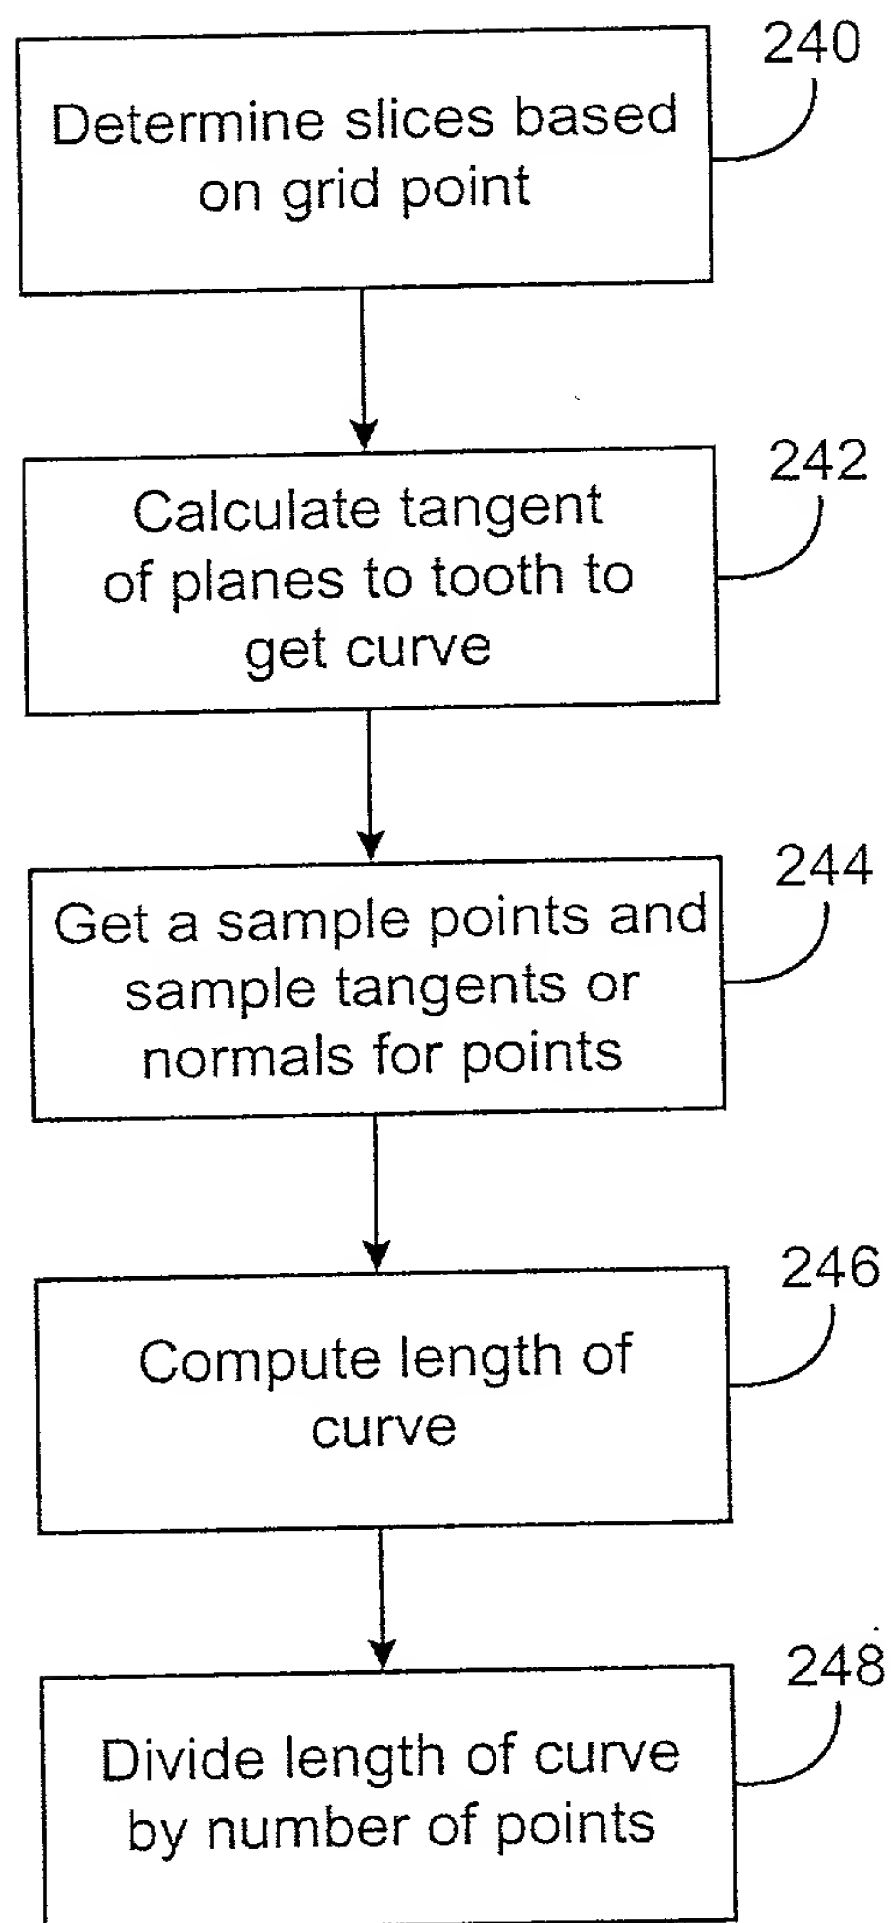 240
Determine slices based
on grid point
242
Calculate tangent
of planes to tooth to
get curve
244
Get a sample points and
sample tangents or
normals for points
246
Compute length of
curve
248
Divide length of curve
by number of points